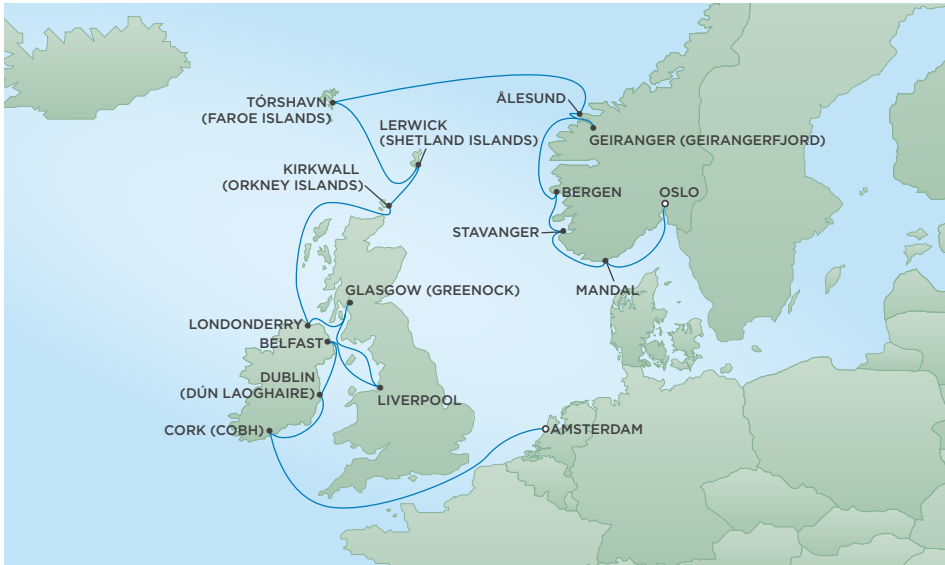 ÅLESUND
TÓRSHAVN
(FAROE ISLANDS)
LERWICK
(SHETLAND ISLANDS)
GEIRANGER (GEIRANGERFJORD)
KIRKWALL
(ORKNEY ISLANDS)
BERGEN
OSLO
STAVANGER
MANDAL
GLASGOW (GREENOCK)
LONDONDERRY
BELFAST
DUBLIN
(DÚN LAOGHAIRE)
LIVERPOOL
CORK (COBH)
AMSTERDAM